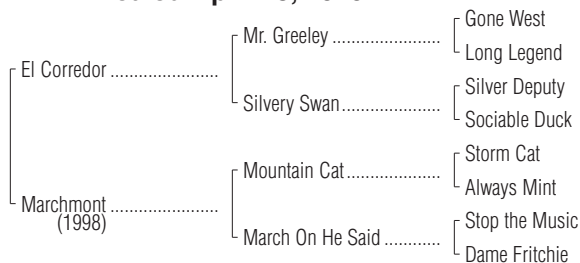 El Corredor
Marchmont
(1998)
Mr. Greeley
Silvery Swan
Mountain Cat
March On He Said
Gone West
Long Legend
Silver Deputy
Sociable Duck
Storm Cat
Always Mint
Stop the Music
Dame Fritchie